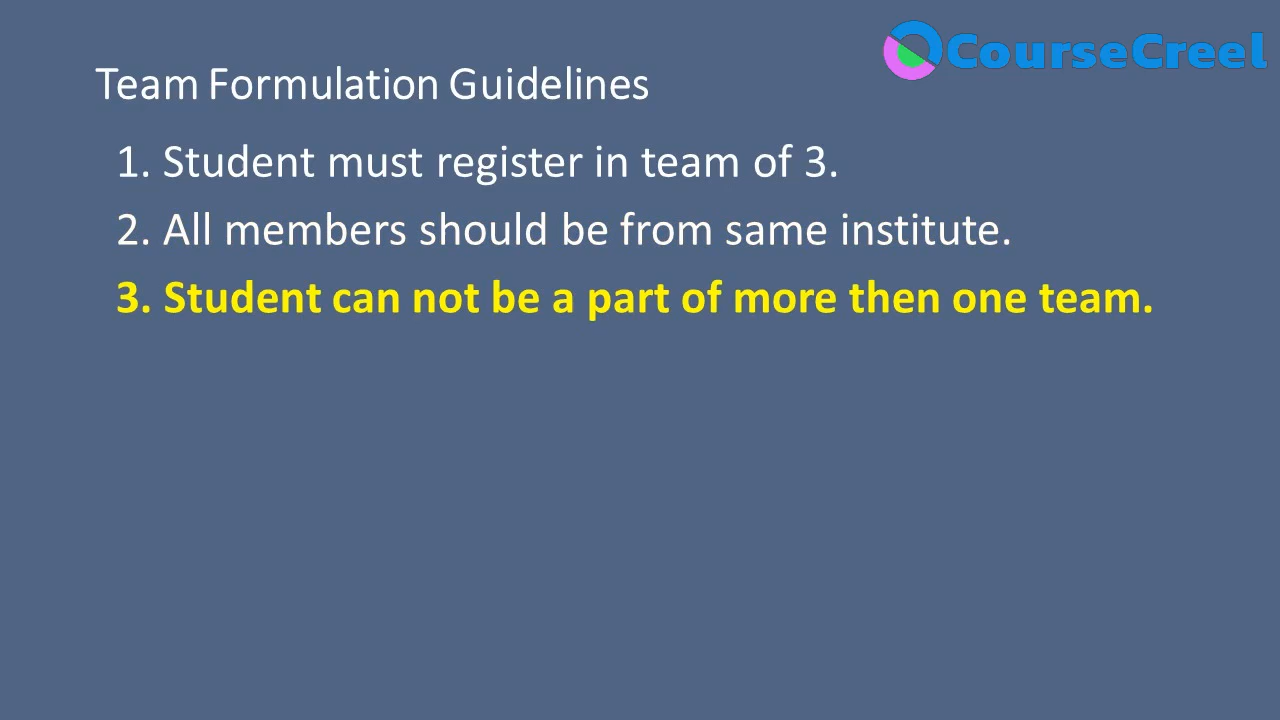 CourseCreel
Team Formulation Guidelines
1. Student must register in team of 3.
2. All members should be from same institute.
3. Student can not be a part of more then one team.